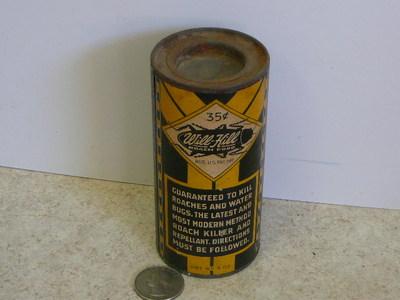 35¢
Will-Kill
ROACH FOOD
REG. U.S. PAT. OFF.
GUARANTEED TO KILL
ROACHES AND WATER
BUGS. THE LATEST AND
MOST MODERN METHOD
ROACH KILLER AND
REPELLANT. DIRECTIONS
MUST BE FOLLOWED.